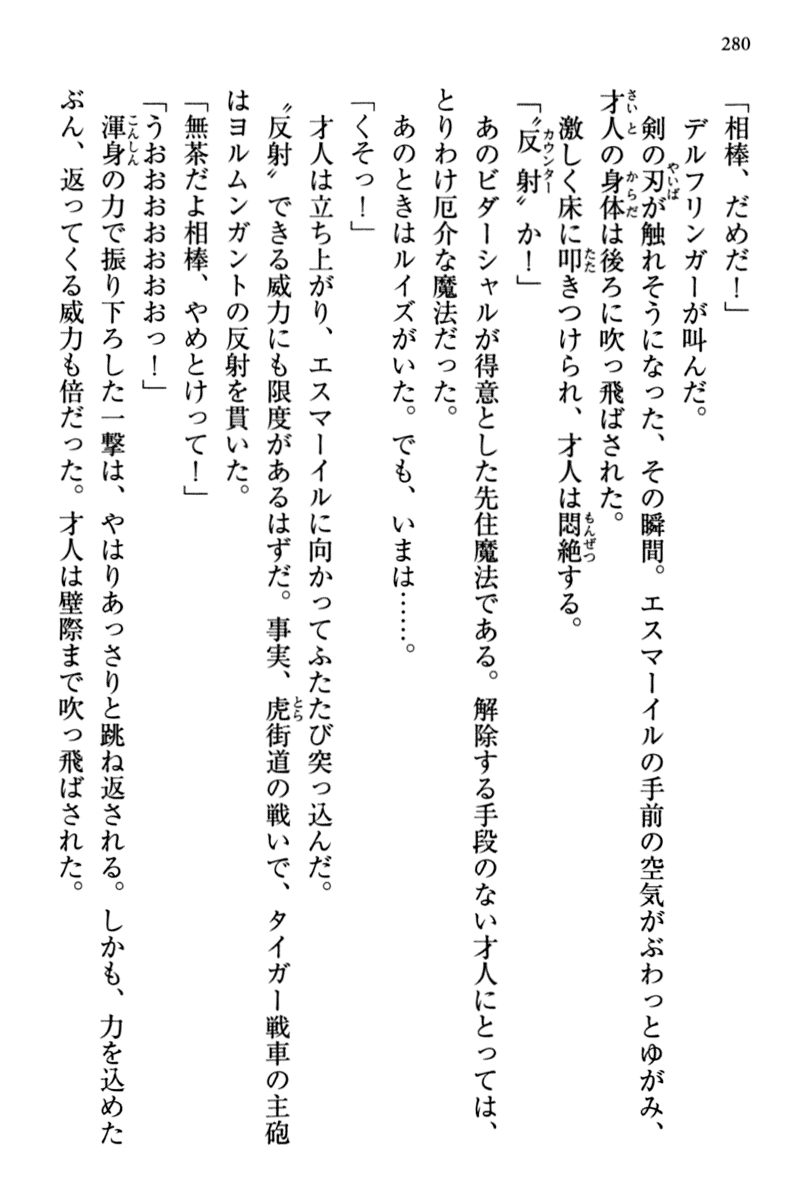 280
「相棒、だめだ！」
デルフリンガーが叫んだ。
剣の刃が触れそうになった、その瞬間。エスマーイルの手前の空気がぶわっとゆがみ、
才人の身体は後ろに吹っ飛ばされた。
激しく床に叩きつけられ、才人は悶絶する。
「〝反射〟か！」
あのビダーシャルが得意とした先住魔法である。解除する手段のない才人にとっては、
とりわけ厄介な魔法だった。
あのときはルイズがいた。でも、いまは……。
「くそっ！」
才人は立ち上がり、エスマーイルに向かってふたたび突っ込んだ。
〝反射〟できる威力にも限度があるはずだ。事実、虎街道の戦いで、タイガー戦車の主砲
はヨルムンガントの反射を貫いた。
「無茶だよ相棒、やめとけって！」
「うおおおおおおおっ！」
渾身の力で振り下ろした一撃は、やはりあっさりと跳ね返される。しかも、力を込めた
ぶん、返ってくる威力も倍だった。才人は壁際まで吹っ飛ばされた。